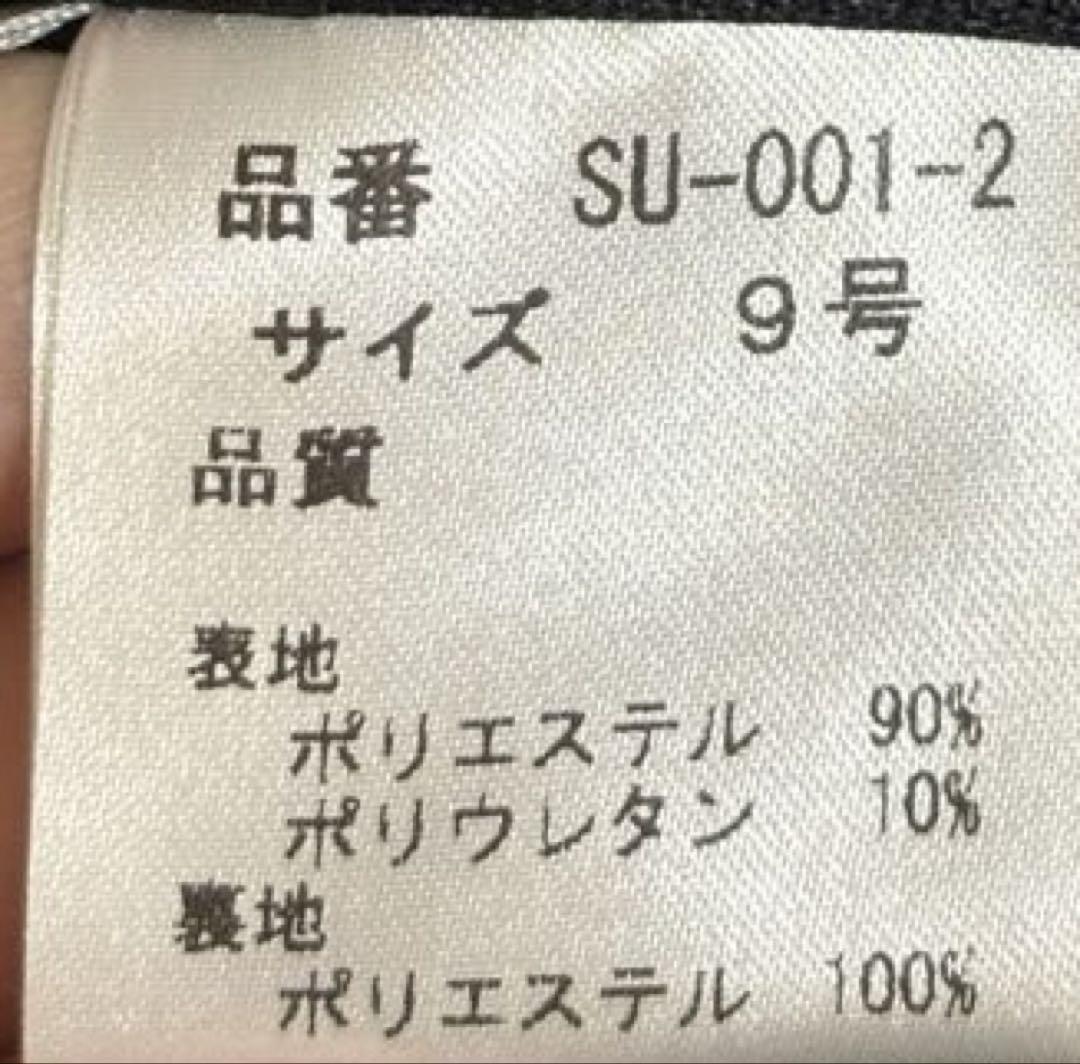 品番 SU-001-2
サイズ 9号
品質
表地
ポリエステル 90%
ポリウレタン 10%
裏地
ポリエステル 100%